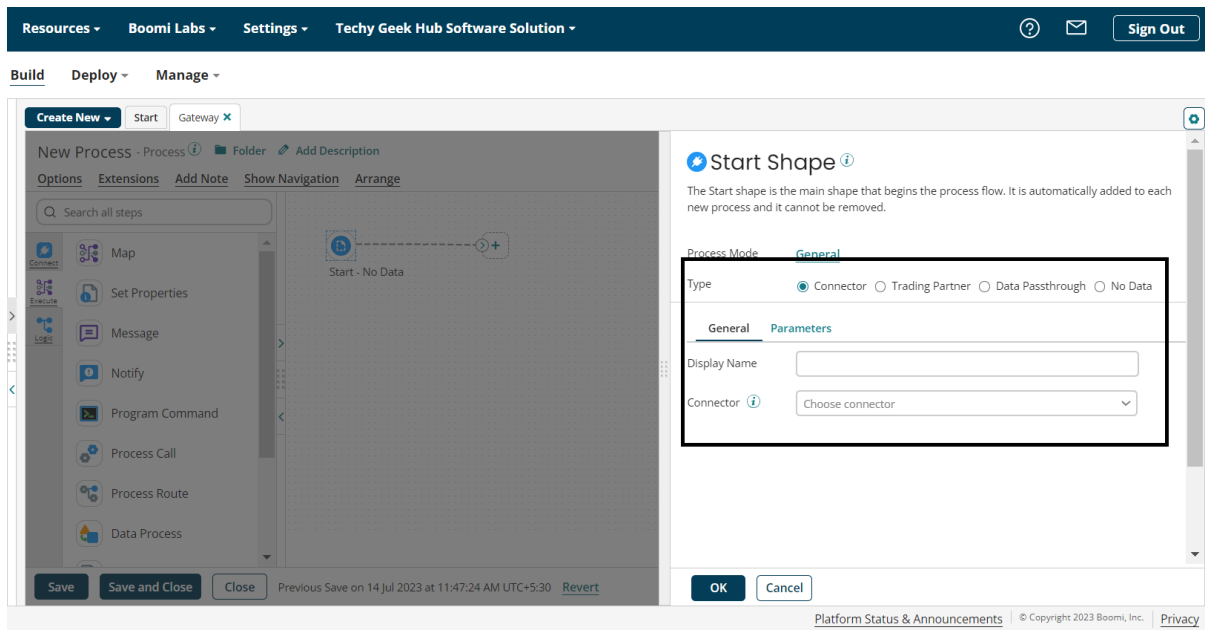 Resources Boomi Labs Settings Techy Geek Hub Software Solution Sign Out
Build Deploy Manage
Create New Start Gateway
New Process - Process Folder Add Description
Options Extensions Add Note Show Navigation Arrange
Search all steps
Connect
Execute
Logic
Map
Set Properties
Message
Notify
Program Command
Process Call
Process Route
Data Process
Start - No Data
Save Save and Close Close Previous Save on 14 Jul 2023 at 11:47:24 AM UTC+5:30 Revert
Start Shape
The Start shape is the main shape that begins the process flow. It is automatically added to each
new process and it cannot be removed.
Process Mode General
Type Connector Trading Partner Data Passthrough No Data
General Parameters
Display Name
Connector Choose connector
OK Cancel
Platform Status & Announcements © Copyright 2023 Boomi, Inc. Privacy